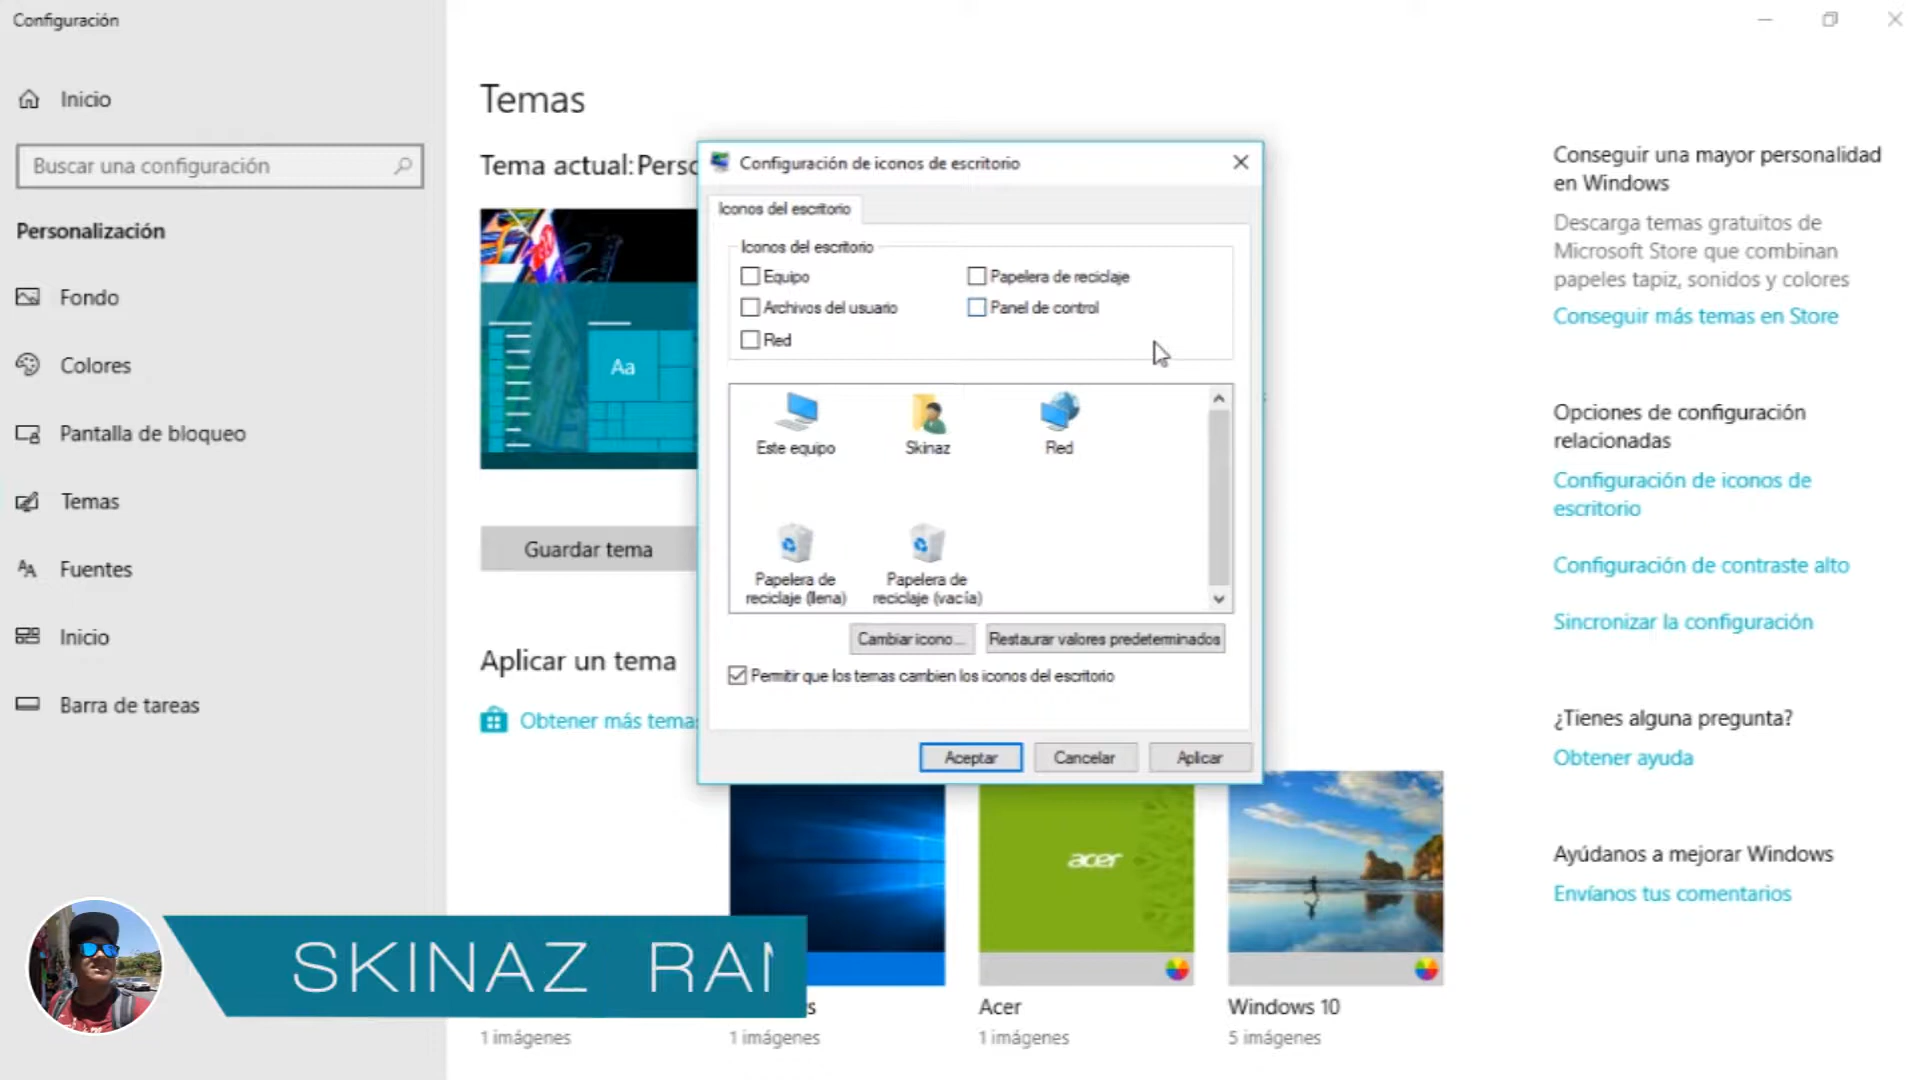 Configuración
Inicio
Buscar una configuración
Personalización
Fondo
Colores
Pantalla de bloqueo
Temas
Fuentes
Inicio
Barra de tareas
Temas
Tema actual: Perso
Aa
Guardar tema
Aplicar un tema
Obtener más temas
Configuración de iconos de escritorio
Iconos del escritorio
Iconos del escritorio
Equipo
Papelera de reciclaje
Archivos del usuario
Panel de control
Red
Este equipo
Skinaz
Red
Papelera de
reciclaje (llena)
Papelera de
reciclaje (vacía)
Cambiar icono...
Restaurar valores predeterminados
Permitir que los temas cambien los iconos del escritorio
Aceptar
Cancelar
Aplicar
acer
s
Acer
Windows 10
1 imágenes
1 imágenes
1 imágenes
5 imágenes
SKINAZ RA
Conseguir una mayor personalidad
en Windows
Descarga temas gratuitos de
Microsoft Store que combinan
papeles tapiz, sonidos y colores
Conseguir más temas en Store
Opciones de configuración
relacionadas
Configuración de iconos de
escritorio
Configuración de contraste alto
Sincronizar la configuración
¿Tienes alguna pregunta?
Obtener ayuda
Ayúdanos a mejorar Windows
Envíanos tus comentarios